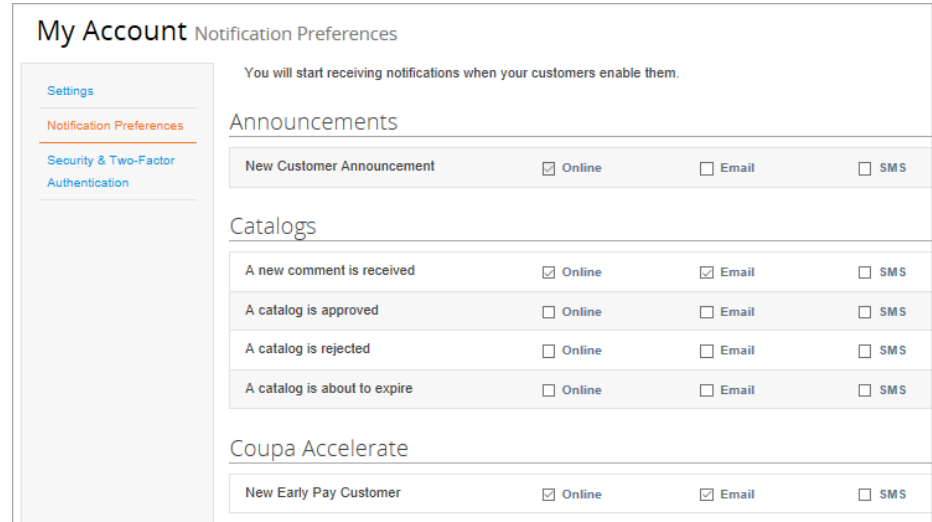 My Account Notification Preferences
You will start receiving notifications when your customers enable them.
Settings
Notification Preferences
Security & Two-Factor
Authentication
Announcements
New Customer Announcement Online Email SMS
Catalogs
A new comment is received Online Email SMS
A catalog is approved Online Email SMS
A catalog is rejected Online Email SMS
A catalog is about to expire Online Email SMS
Coupa Accelerate
New Early Pay Customer Online Email SMS